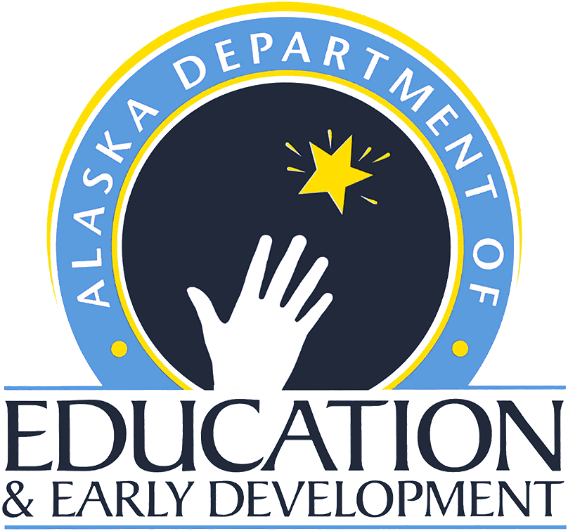 ALASKA DEPARTMENT OF
EDUCATION
& EARLY DEVELOPMENT